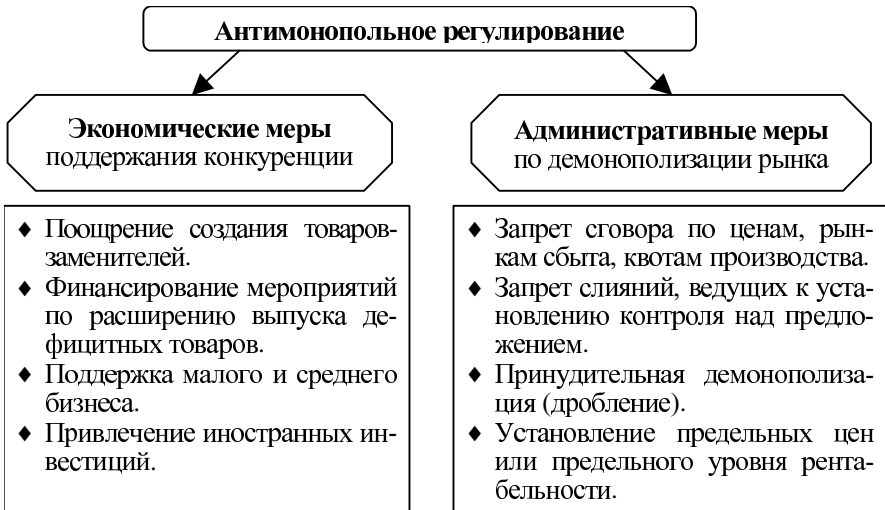 Антимонопольное регулирование
Экономические меры
поддержания конкуренции
♦ Поощрение создания товаров-
заменителей.
♦ Финансирование мероприятий
по расширению выпуска де-
фицитных товаров.
♦ Поддержка малого и среднего
бизнеса.
♦ Привлечение иностранных ин-
вестиций.
Административные меры
по демонополизации рынка
♦ Запрет сговора по ценам, рын-
кам сбыта, квотам производства.
♦ Запрет слияний, ведущих к уста-
новлению контроля над предло-
жением.
♦ Принудительная демонополиза-
ция (дробление).
♦ Установление предельных цен
или предельного уровня рента-
бельности.